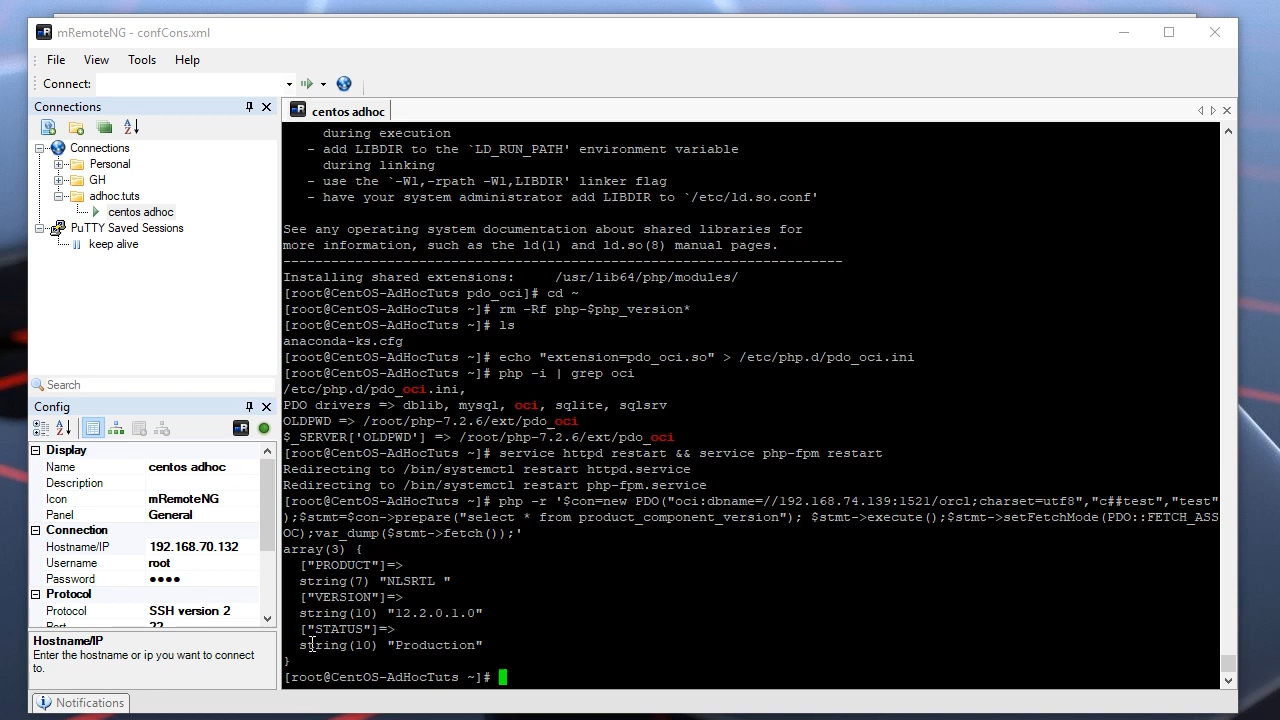 mRemoteNG - confCons.xml
File View Tools Help
Connect:
Connections
Connections
Personal
GH
adhoc.tuts
centos adhoc
PuTTY Saved Sessions
keep alive
Search
Config
Display
Name centos adhoc
Description
Icon mRemoteNG
Panel General
Connection
Hostname/IP 192.168.70.132
Username root
Password ●●●●
Protocol
Protocol SSH version 2
Port 22
Hostname/IP
Enter the hostname or ip you want to connect
to.
Notifications
centos adhoc
during execution
- add LIBDIR to the `LD_RUN_PATH' environment variable
during linking
- use the `-Wl,-rpath -Wl,LIBDIR' linker flag
- have your system administrator add LIBDIR to `/etc/ld.so.conf'
See any operating system documentation about shared libraries for
more information, such as the ld(1) and ld.so(8) manual pages.
----------------------------------------------------------------------
Installing shared extensions: /usr/lib64/php/modules/
[root@CentOS-AdHocTuts pdo_oci]# cd ~
[root@CentOS-AdHocTuts ~]# rm -Rf php-$php_version*
[root@CentOS-AdHocTuts ~]# ls
anaconda-ks.cfg
[root@CentOS-AdHocTuts ~]# echo "extension=pdo_oci.so" > /etc/php.d/pdo_oci.ini
[root@CentOS-AdHocTuts ~]# php -i | grep oci
/etc/php.d/pdo_oci.ini,
PDO drivers => dblib, mysql, oci, sqlite, sqlsrv
OLDPWD => /root/php-7.2.6/ext/pdo_oci
$_SERVER['OLDPWD'] => /root/php-7.2.6/ext/pdo_oci
[root@CentOS-AdHocTuts ~]# service httpd restart && service php-fpm restart
Redirecting to /bin/systemctl restart httpd.service
Redirecting to /bin/systemctl restart php-fpm.service
[root@CentOS-AdHocTuts ~]# php -r '$con=new PDO("oci:dbname=//192.168.74.139:1521/orcl;charset=utf8","c##test","test"
);$stmt=$con->prepare("select * from product_component_version"); $stmt->execute();$stmt->setFetchMode(PDO::FETCH_ASS
OC);var_dump($stmt->fetch());'
array(3) {
["PRODUCT"]=>
string(7) "NLSRTL "
["VERSION"]=>
string(10) "12.2.0.1.0"
["STATUS"]=>
string(10) "Production"
}
[root@CentOS-AdHocTuts ~]#